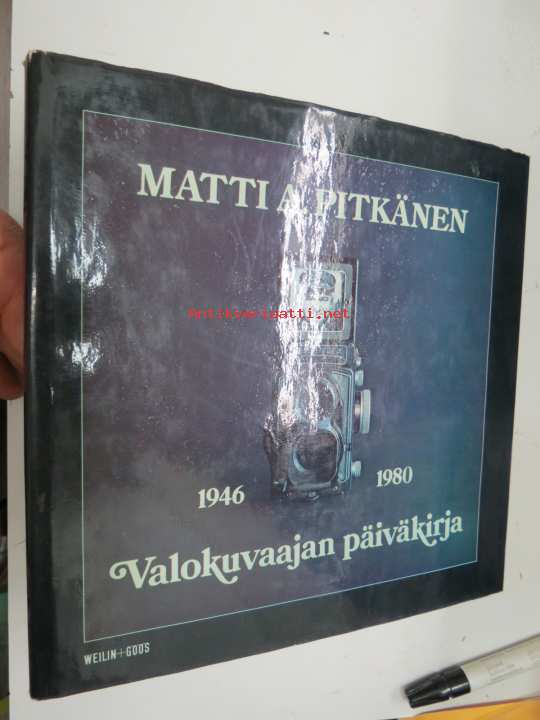 MATTI A. PITKÄNEN
Antikvariaatti.net
1946
1980
Valokuvaajan päiväkirja
WEILIN+GÖÖS